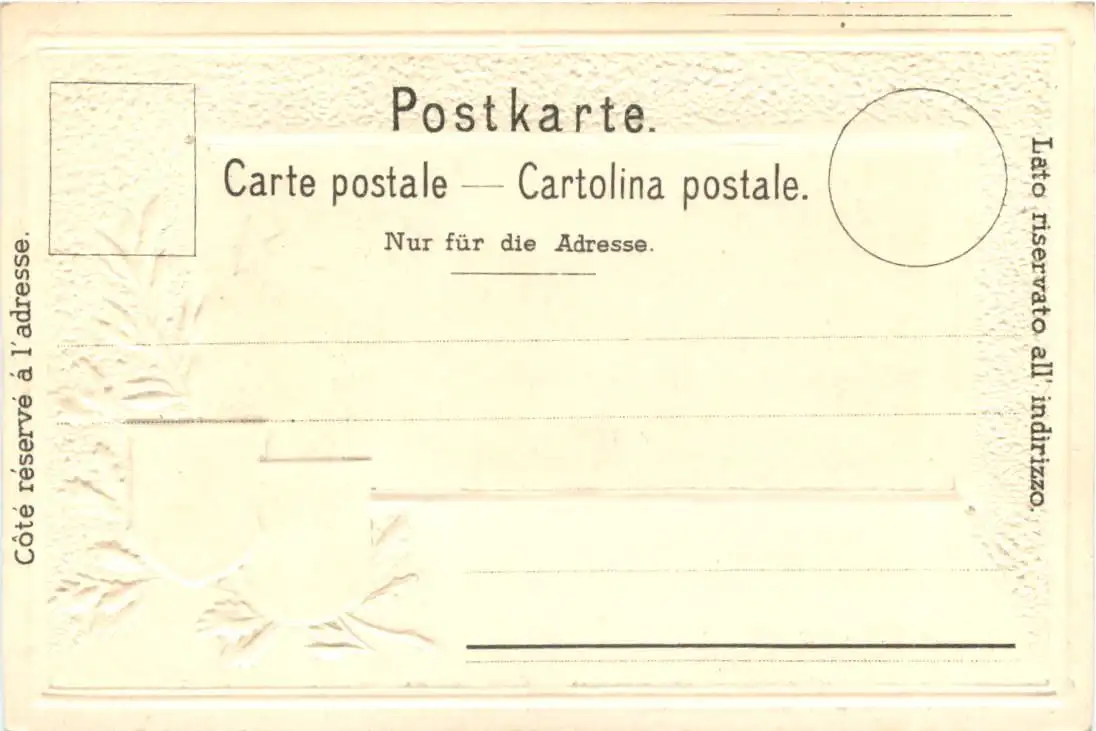 Postkarte.
Carte postale — Cartolina postale.
Nur für die Adresse.
Côté réservé á l'adresse.
Lato riservato all' indirizzo.